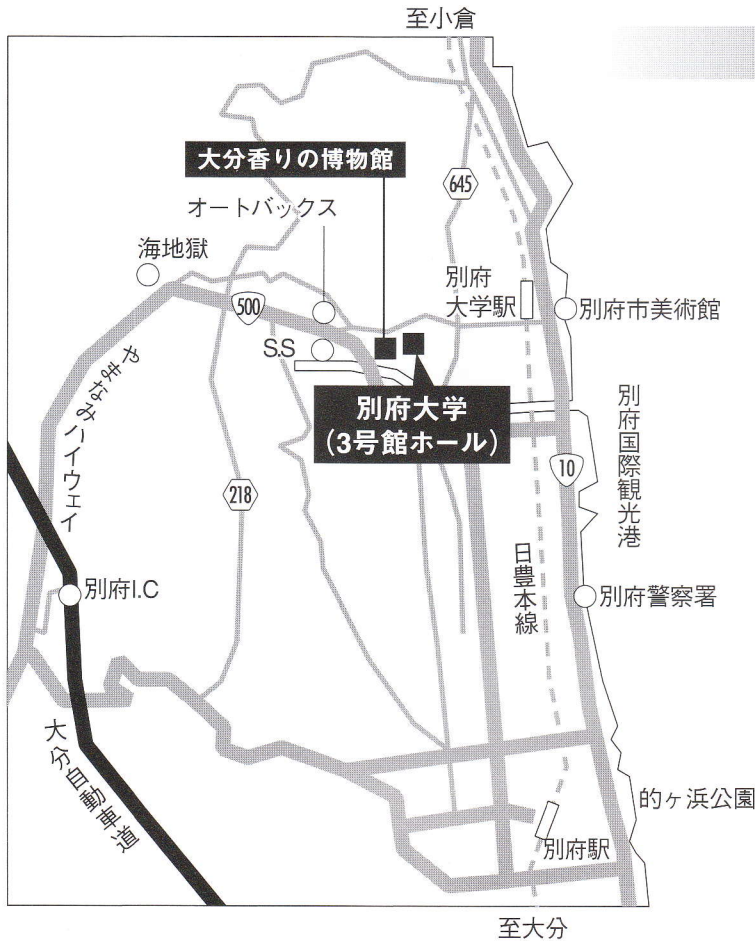 至小倉
大分香りの博物館
645
オートバックス
海地獄
別府
大学駅
500
別府市美術館
S.S
別府大学
(3号館ホール)
やまなみハイウェイ
別府国際観光港
10
218
日豊本線
別府I.C
別府警察署
大分自動車道
的ヶ浜公園
別府駅
至大分